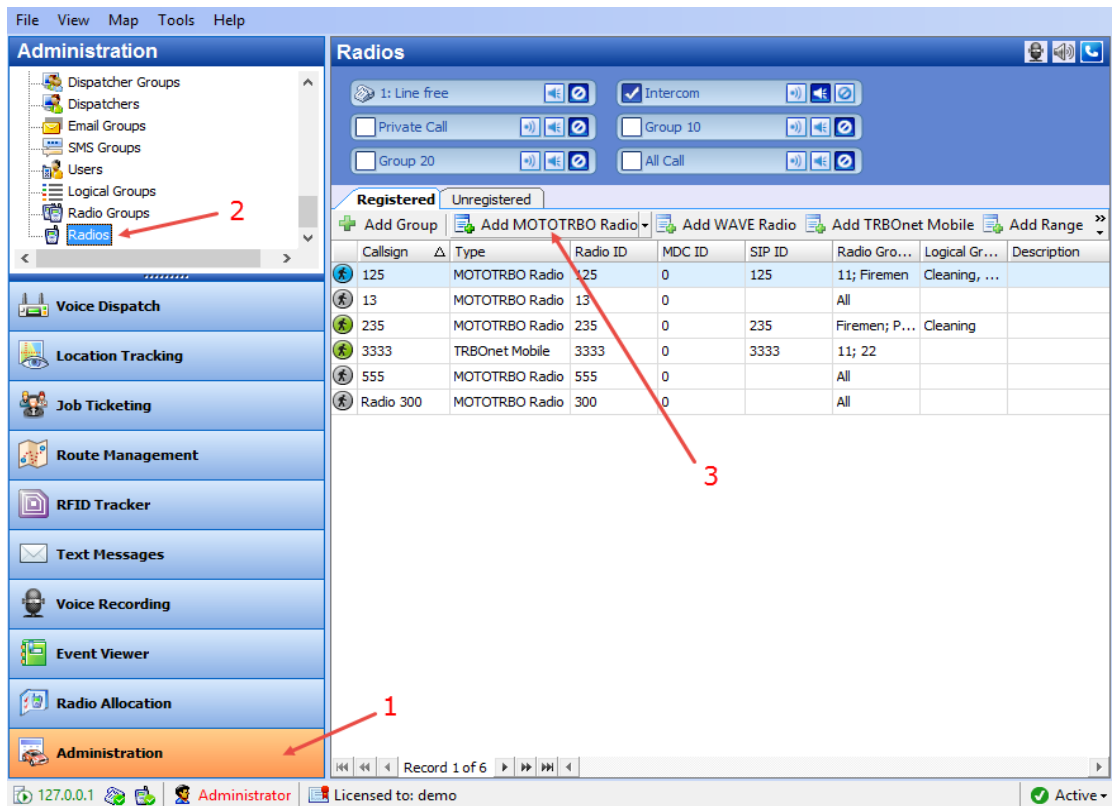 File View Map Tools Help
Administration
Dispatcher Groups
Dispatchers
Email Groups
SMS Groups
Users
Logical Groups
Radio Groups
Radios
2
Voice Dispatch
Location Tracking
Job Ticketing
Route Management
RFID Tracker
Text Messages
Voice Recording
Event Viewer
Radio Allocation
Administration
1
Radios
1: Line free Intercom
Private Call Group 10
Group 20 All Call
Registered Unregistered
Add Group Add MOTOTRBO Radio Add WAVE Radio Add TRBOnet Mobile Add Range
Callsign Type Radio ID MDC ID SIP ID Radio Gro... Logical Gr... Description
125 MOTOTRBO Radio 125 0 125 11; Firemen Cleaning, ...
13 MOTOTRBO Radio 13 0 All
235 MOTOTRBO Radio 235 0 235 Firemen; P... Cleaning
3333 TRBOnet Mobile 3333 0 3333 11; 22
555 MOTOTRBO Radio 555 0 All
Radio 300 MOTOTRBO Radio 300 0 All
3
Record 1 of 6
127.0.0.1 Administrator Licensed to: demo Active